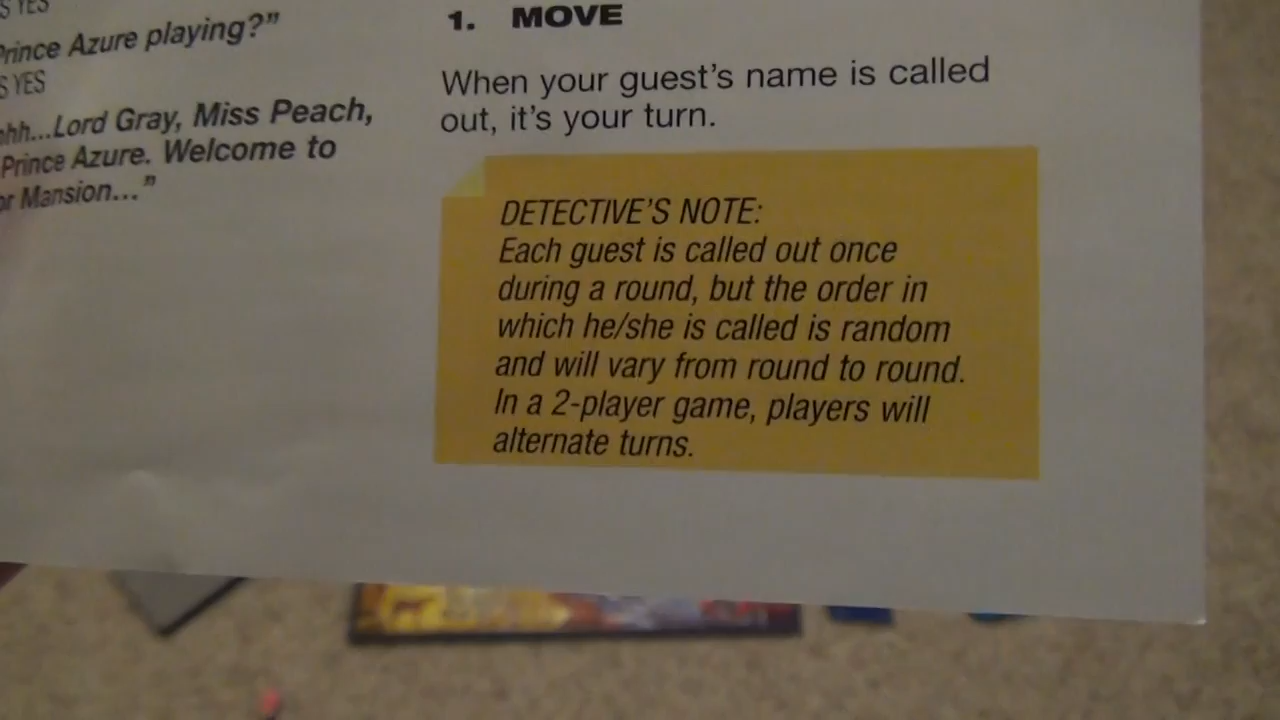 S YES
Prince Azure playing?"
S YES
hh...Lord Gray, Miss Peach,
Prince Azure. Welcome to
or Mansion..."
1. MOVE
When your guest's name is called
out, it's your turn.
DETECTIVE'S NOTE:
Each guest is called out once
during a round, but the order in
which he/she is called is random
and will vary from round to round.
In a 2-player game, players will
alternate turns.